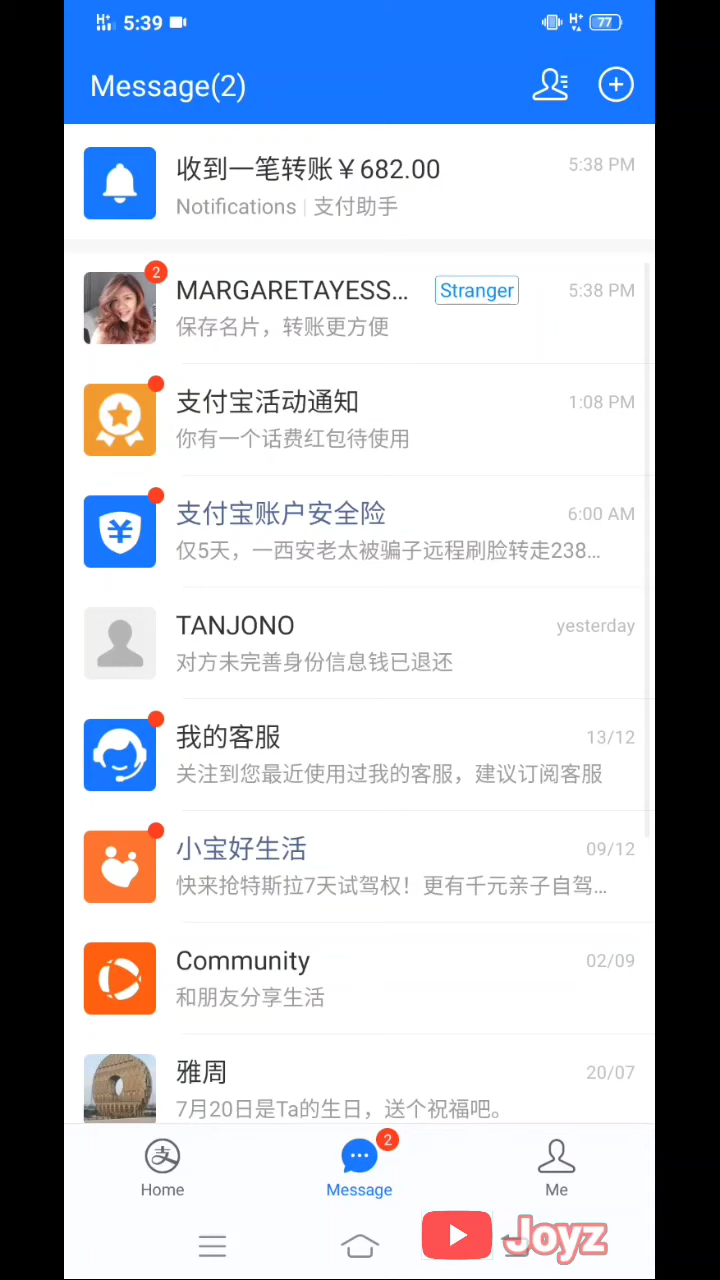 5:39
H+
77
Message(2)
收到一笔转账￥682.00
5:38 PM
Notifications | 支付助手
2
MARGARETAYESS...
Stranger
5:38 PM
保存名片，转账更方便
支付宝活动通知
1:08 PM
你有一个话费红包待使用
支付宝账户安全险
6:00 AM
仅5天，一西安老太被骗子远程刷脸转走238...
TANJONO
yesterday
对方未完善身份信息钱已退还
我的客服
13/12
关注到您最近使用过我的客服，建议订阅客服
小宝好生活
09/12
快来抢特斯拉7天试驾权！更有千元亲子自驾...
Community
02/09
和朋友分享生活
雅周
20/07
7月20日是Ta的生日，送个祝福吧。
支
2
Home
Message
Me
Joyz